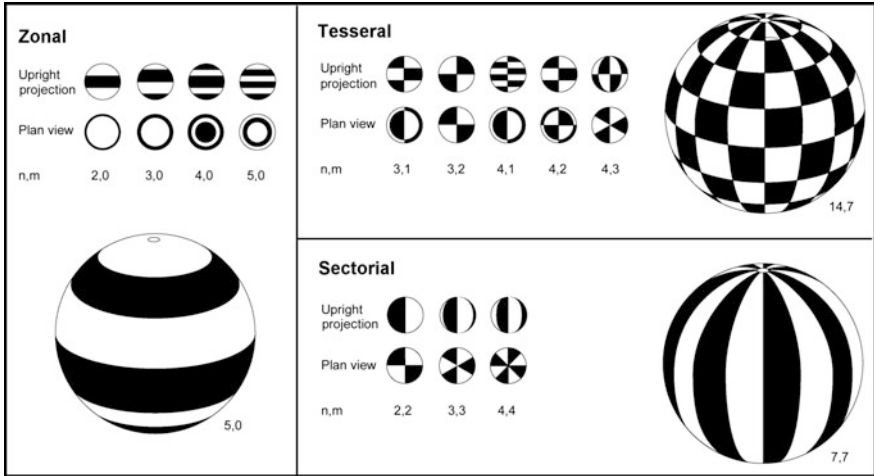 Zonal
Upright
projection
Plan view
n,m 2,0 3,0 4,0 5,0
5,0
Tesseral
Upright
projection
Plan view
n,m 3,1 3,2 4,1 4,2 4,3
14,7
Sectorial
Upright
projection
Plan view
n,m 2,2 3,3 4,4
7,7